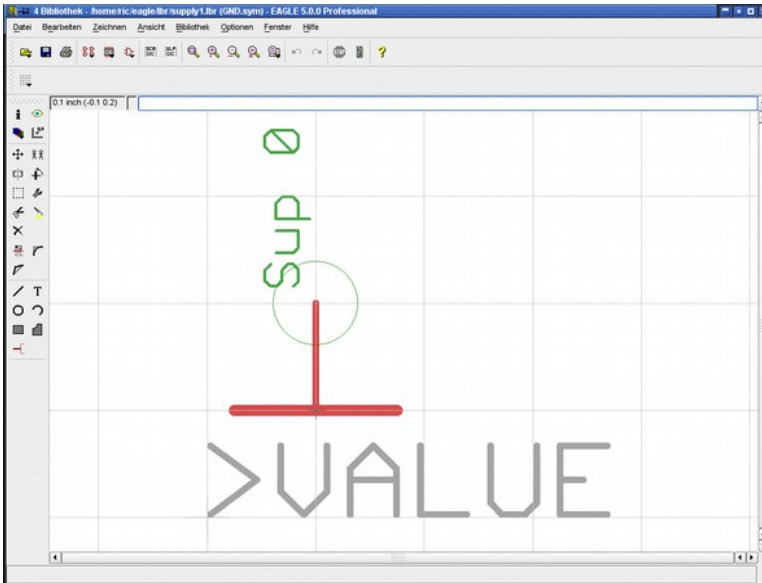 4 Bibliothek - /home/ric/eagle/lbr/supply1.lbr (GND.sym) - EAGLE 5.0.0 Professional
Datei Bearbeiten Zeichnen Ansicht Bibliothek Optionen Fenster Hilfe
0.1 inch (-0.1 0.2)
Sup 0
>VALUE